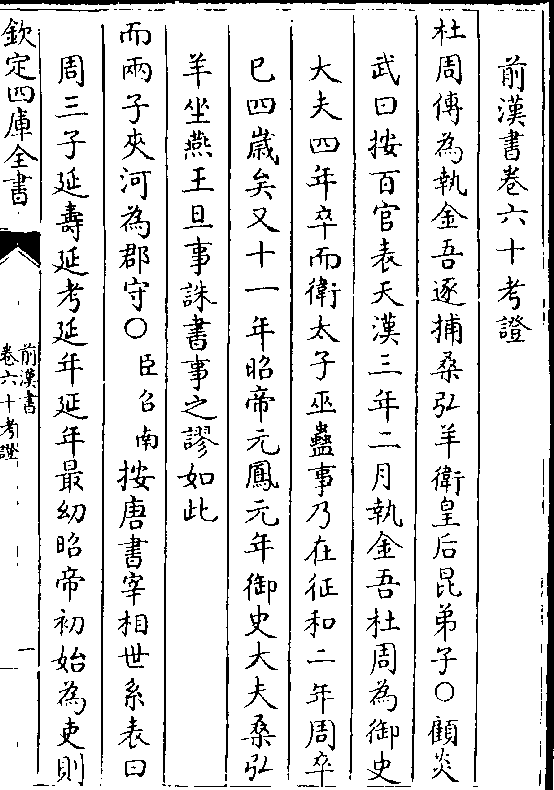 前漢書卷六十考證
杜周傳為執金吾逐捕桑弘羊衛皇后昆弟子〇顧炎
武曰按百官表天漢三年二月執金吾杜周為御史
大夫四年卒而衛太子巫蠱事乃在征和二年周卒
已四歲矣又十一年昭帝元鳳元年御史大夫桑弘
羊坐燕王旦事誅書事之謬如此
而兩子夾河為郡守〇臣召南按唐書宰相世系表曰
周三子延壽延考延年延年最幼昭帝初始為吏則
欽定四庫全書
前漢書
卷六十考證
一